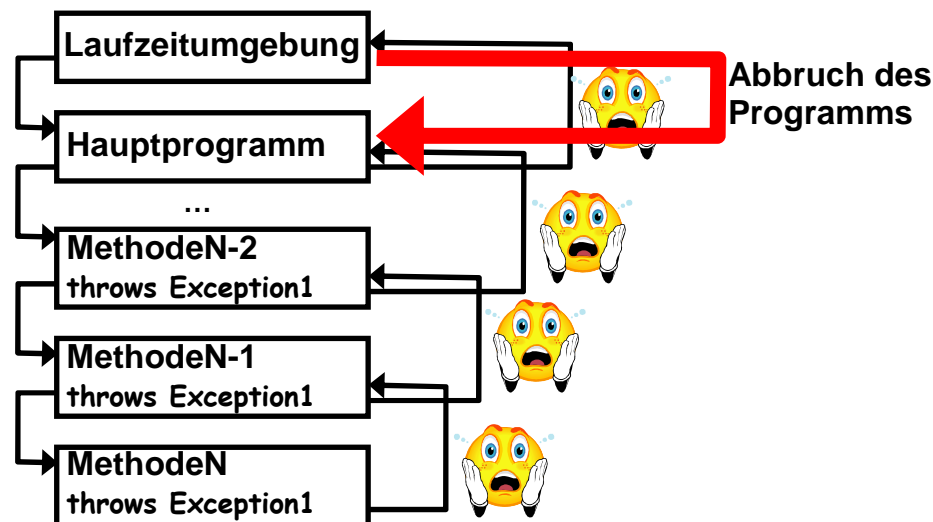 Laufzeitumgebung
Abbruch des
Programms
Hauptprogramm
...
MethodeN-2
throws Exception1
MethodeN-1
throws Exception1
MethodeN
throws Exception1